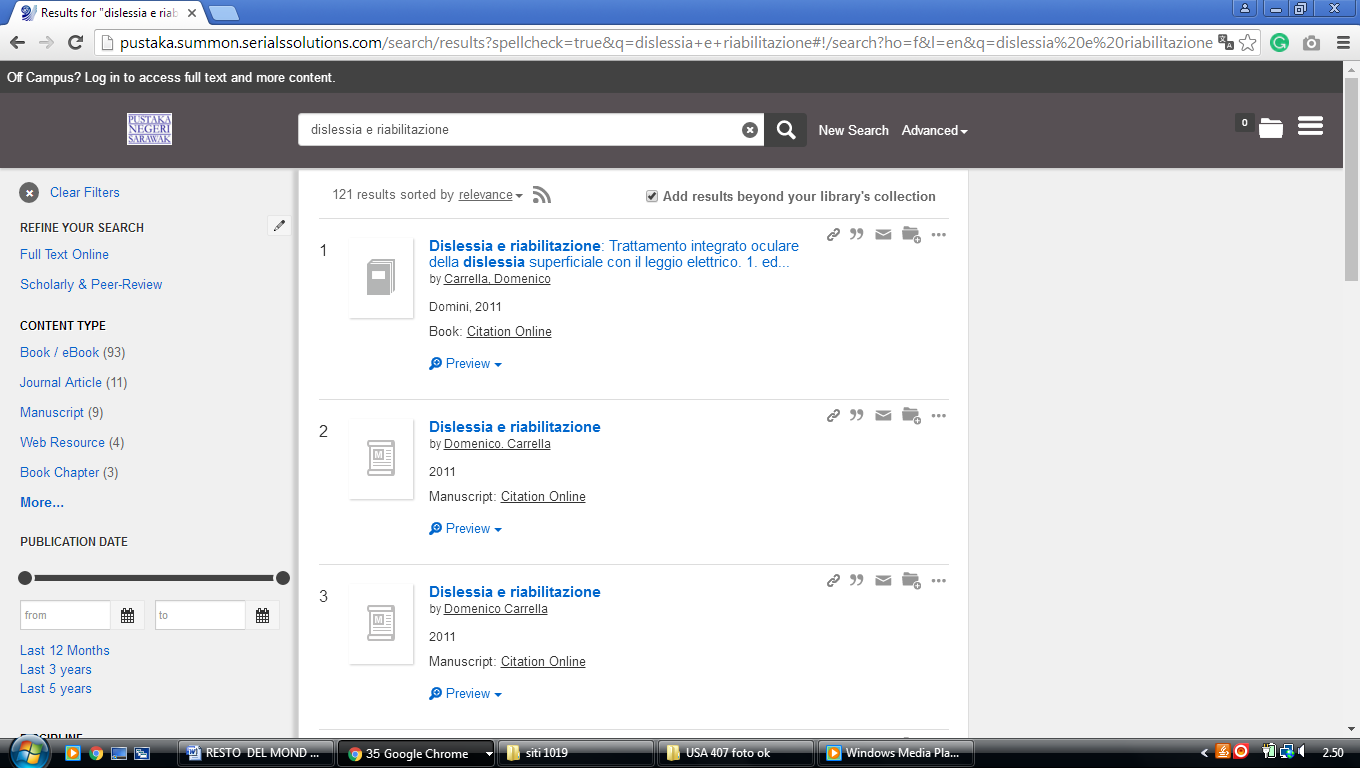 Results for "dislessia e riab
pustaka.summon.serialssolutions.com/search/results?spellcheck=true&q=dislessia+e+riabilitazione#!/search?ho=f&l=en&q=dislessia%20e%20riabilitazione
Off Campus? Log in to access full text and more content.
PUSTAKA
NEGERI
SARAWAK
dislessia e riabilitazione
New Search
Advanced
0
Clear Filters
REFINE YOUR SEARCH
Full Text Online
Scholarly & Peer-Review
CONTENT TYPE
Book / eBook (93)
Journal Article (11)
Manuscript (9)
Web Resource (4)
Book Chapter (3)
More...
PUBLICATION DATE
from
to
Last 12 Months
Last 3 years
Last 5 years
121 results sorted by relevance
Add results beyond your library's collection
1
Dislessia e riabilitazione: Trattamento integrato oculare
della dislessia superficiale con il leggio elettrico. 1. ed...
by Carrella, Domenico
Domini, 2011
Book: Citation Online
Preview
2
Dislessia e riabilitazione
by Domenico. Carrella
2011
M
Manuscript: Citation Online
Preview
3
Dislessia e riabilitazione
by Domenico Carrella
2011
M
Manuscript: Citation Online
Preview
RESTO DEL MOND ...
35 Google Chrome
siti 1019
USA 407 foto ok
Windows Media Pla...
2.50